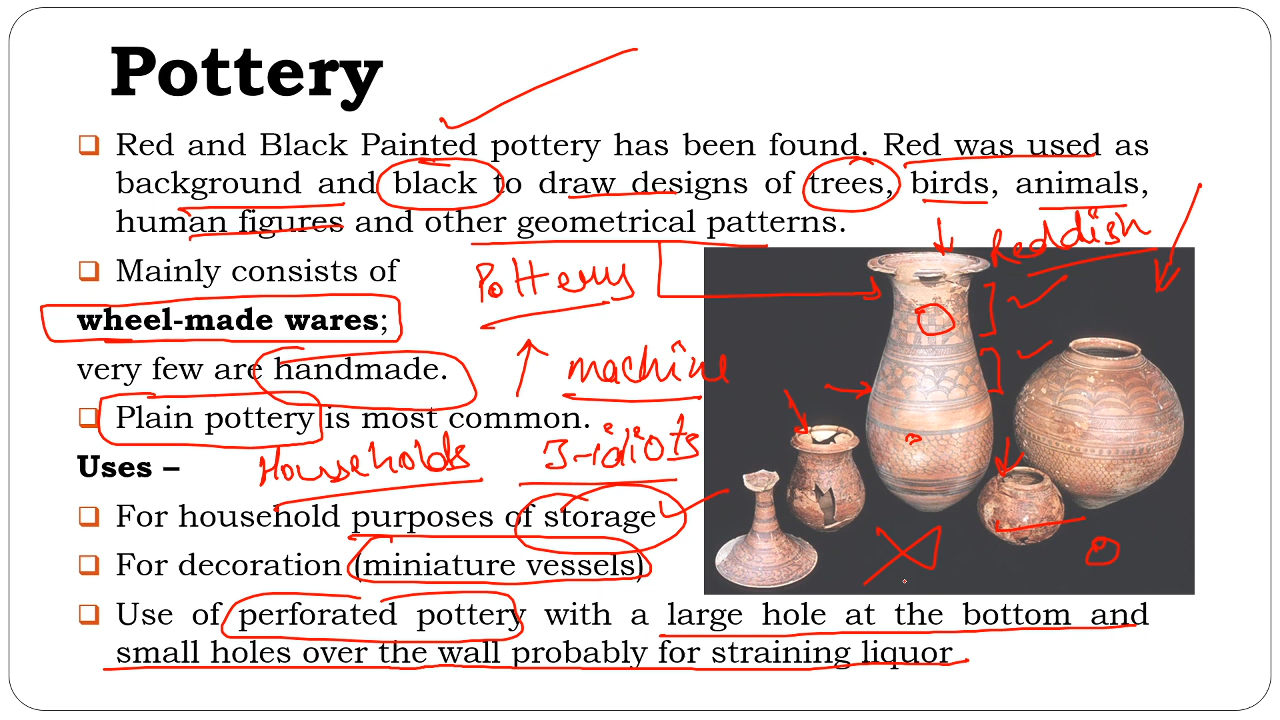 Pottery
❑ Red and Black Painted pottery has been found. Red was used as
background and black to draw designs of trees, birds, animals,
human figures and other geometrical patterns.
Reddish
❑ Mainly consists of
Pottery
wheel-made wares;
very few are handmade.
machine
❑ Plain pottery is most common.
Households
3-idiots
Uses –
❑ For household purposes of storage
❑ For decoration (miniature vessels)
❑ Use of perforated pottery with a large hole at the bottom and
small holes over the wall probably for straining liquor